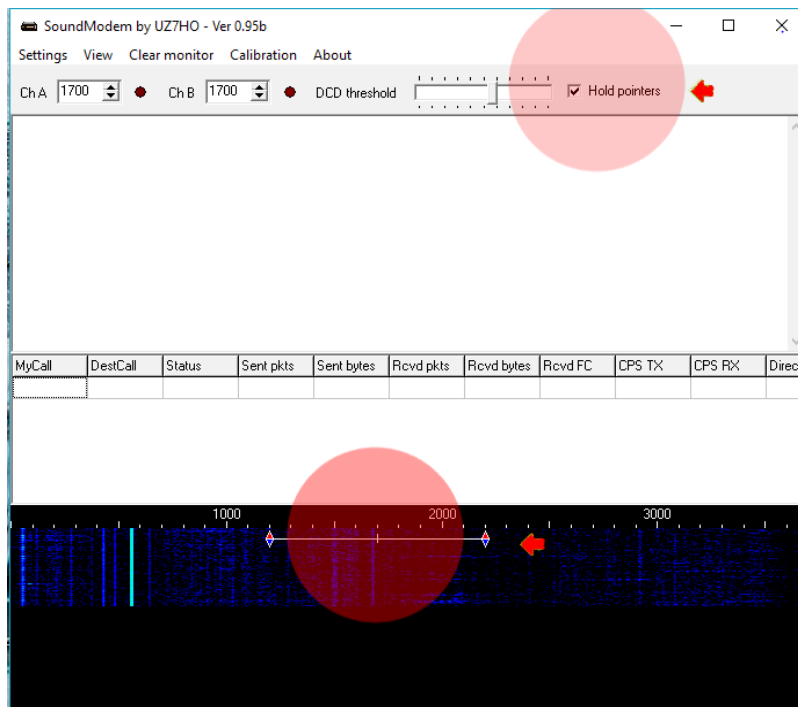 SoundModem by UZ7HO - Ver 0.95b
Settings View Clear monitor Calibration About
Ch A 1700 Ch B 1700 DCD threshold Hold pointers
MyCall DestCall Status Sent pkts Sent bytes Rcvd pkts Rcvd bytes Rcvd FC CPS TX CPS RX Direc
1000 2000 3000